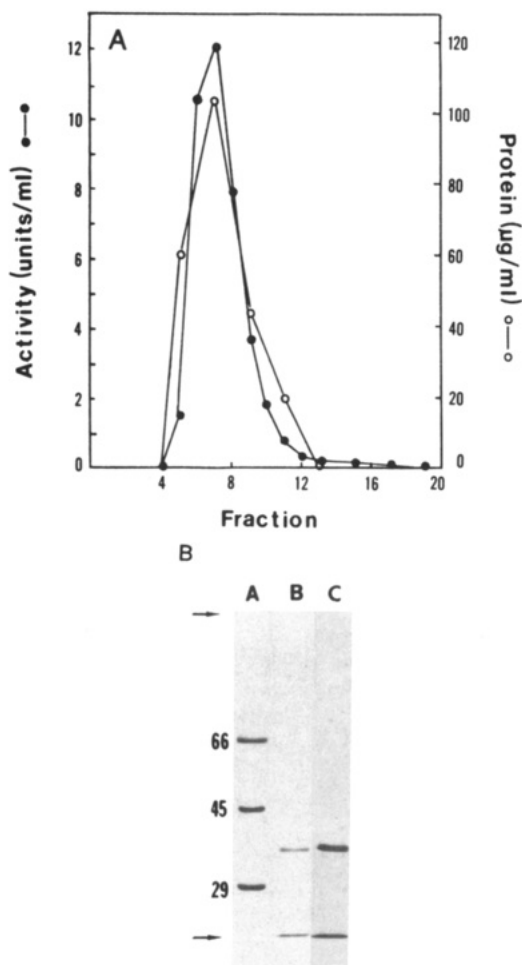 A
Activity (units/ml) ●—●
12
10
8
6
4
2
0
Protein (µg/ml) ○—○
120
100
80
60
40
20
0
4 8 12 16 20
Fraction
B
A B C
66
45
29